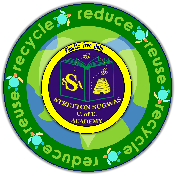 reduce reuse recycle reduce reuse recycle
STRETTON SUGWAS
C. of E.
ACADEMY